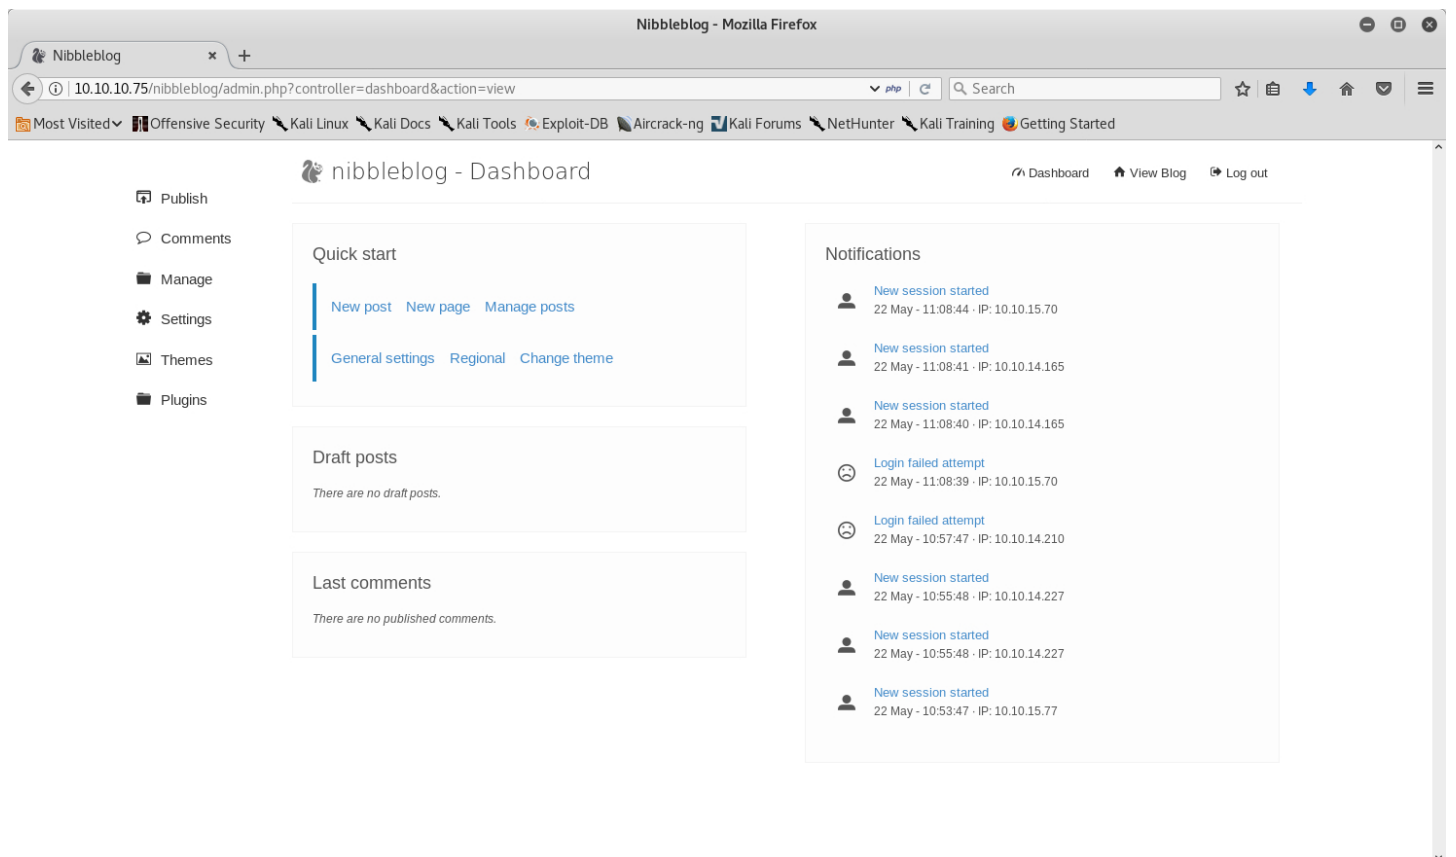 Nibbleblog - Mozilla Firefox
Nibbleblog
10.10.10.75/nibbleblog/admin.php?controller=dashboard&action=view
php
Search
Most Visited Offensive Security Kali Linux Kali Docs Kali Tools Exploit-DB Aircrack-ng Kali Forums NetHunter Kali Training Getting Started
nibbleblog - Dashboard
Dashboard View Blog Log out
Publish
Comments
Manage
Settings
Themes
Plugins
Quick start
New post New page Manage posts
General settings Regional Change theme
Draft posts
There are no draft posts.
Last comments
There are no published comments.
Notifications
New session started
22 May - 11:08:44 · IP: 10.10.15.70
New session started
22 May - 11:08:41 · IP: 10.10.14.165
New session started
22 May - 11:08:40 · IP: 10.10.14.165
Login failed attempt
22 May - 11:08:39 · IP: 10.10.15.70
Login failed attempt
22 May - 10:57:47 · IP: 10.10.14.210
New session started
22 May - 10:55:48 · IP: 10.10.14.227
New session started
22 May - 10:55:48 · IP: 10.10.14.227
New session started
22 May - 10:53:47 · IP: 10.10.15.77